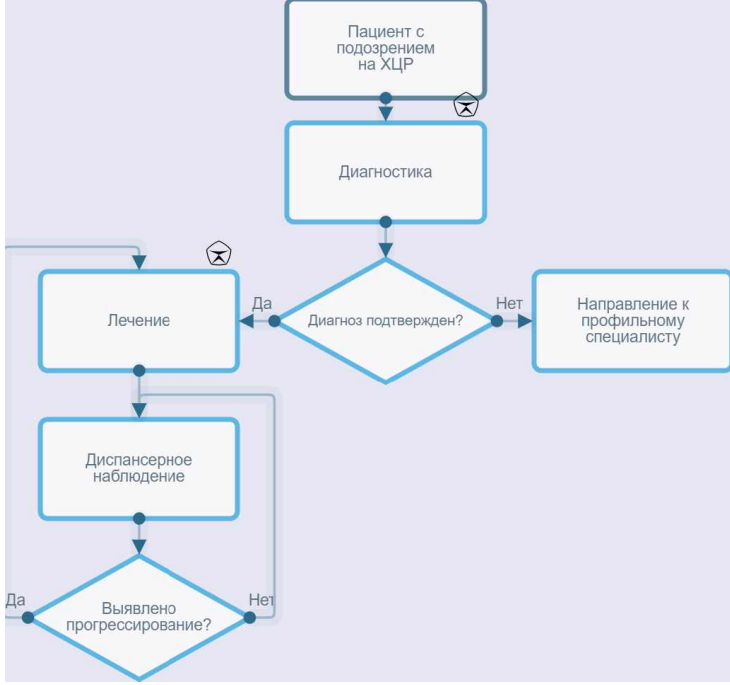 Пациент с
подозрением
на ХЦР
Диагностика
Диагноз подтвержден?
Да
Нет
Направление к
профильному
специалисту
Лечение
Диспансерное
наблюдение
Выявлено
прогрессирование?
Да
Нет